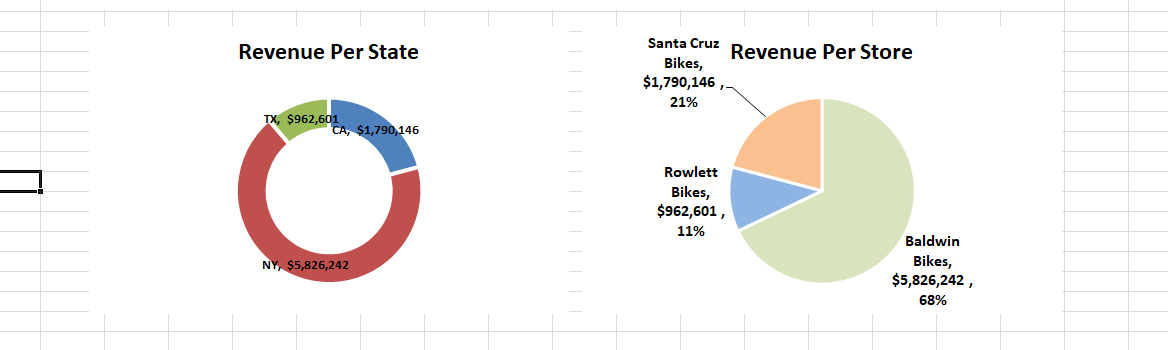 Revenue Per State
TX, $962,601
CA, $1,790,146
NY, $5,826,242
Revenue Per Store
Santa Cruz
Bikes,
$1,790,146 ,
21%
Rowlett
Bikes,
$962,601 ,
11%
Baldwin
Bikes,
$5,826,242 ,
68%